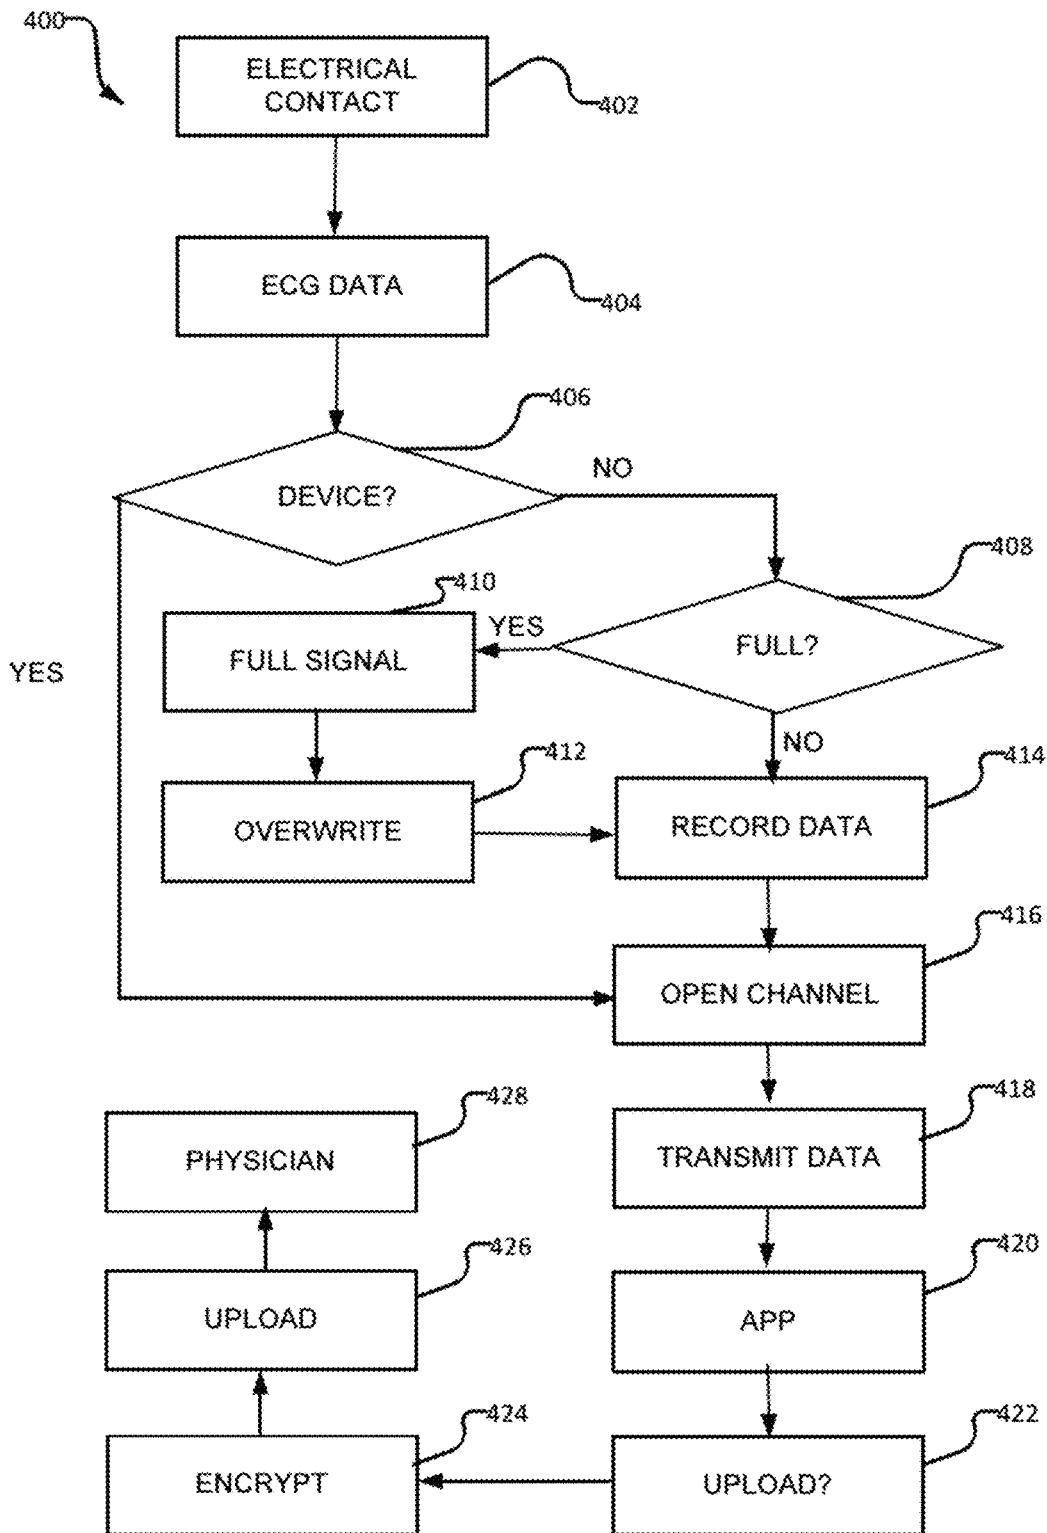 400
ELECTRICAL
CONTACT
402
ECG DATA
404
406
DEVICE?
NO
408
410
FULL SIGNAL
YES
FULL?
YES
NO
412
OVERWRITE
414
RECORD DATA
416
OPEN CHANNEL
418
TRANSMIT DATA
428
PHYSICIAN
420
APP
426
UPLOAD
422
UPLOAD?
424
ENCRYPT